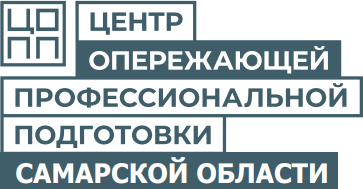 ЦО
ПП
ЦЕНТР
ОПЕРЕЖАЮЩЕЙ
ПРОФЕССИОНАЛЬНОЙ
ПОДГОТОВКИ
САМАРСКОЙ ОБЛАСТИ